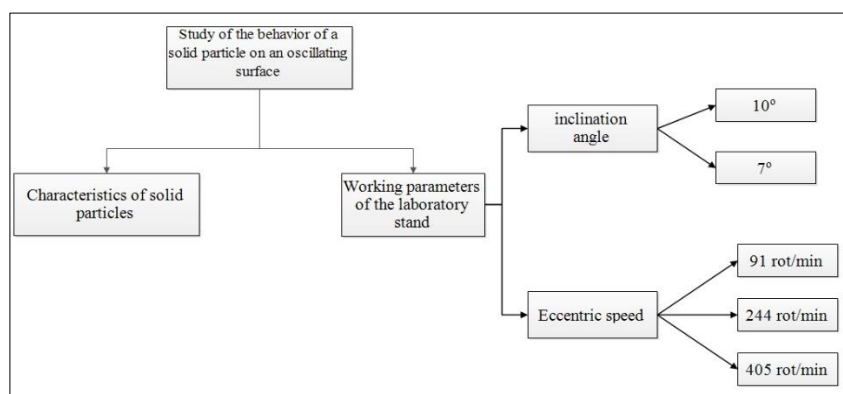 Study of the behavior of a
solid particle on an oscillating
surface
Characteristics of solid
particles
Working parameters
of the laboratory
stand
inclination
angle
10°
7°
Eccentric speed
91 rot/min
244 rot/min
405 rot/min